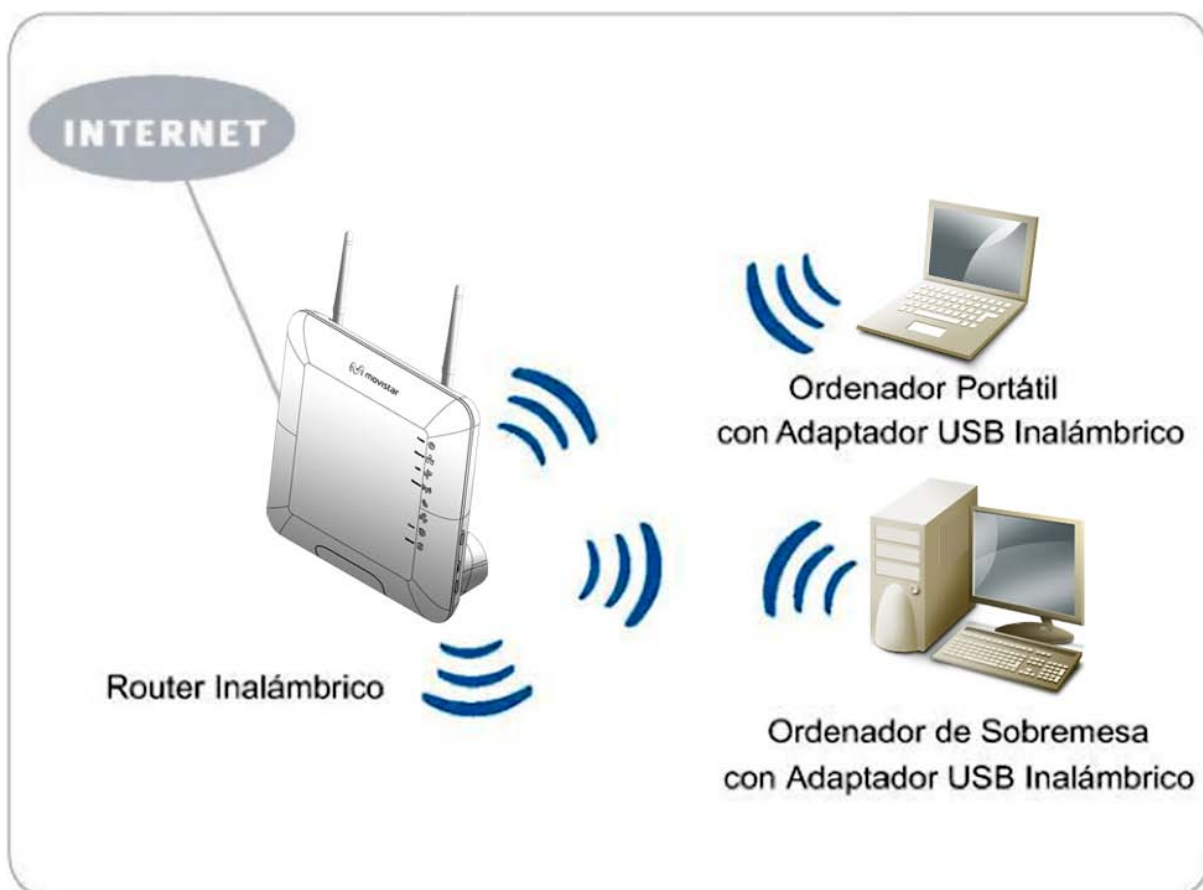 INTERNET
movistar
Ordenador Portátil
con Adaptador USB Inalámbrico
Router Inalámbrico
Ordenador de Sobremesa
con Adaptador USB Inalámbrico